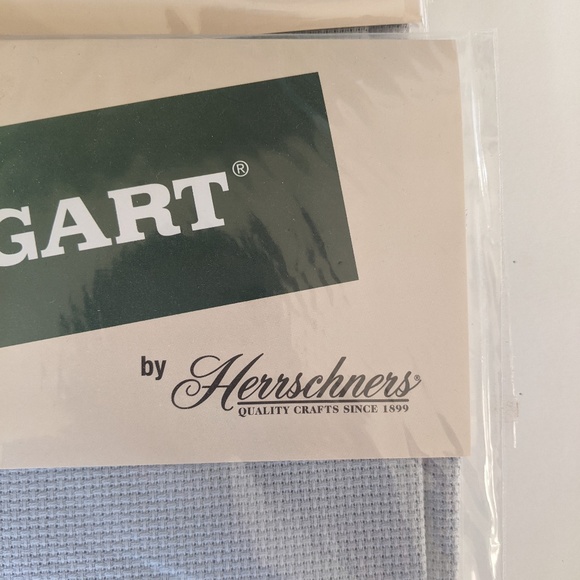 GART®
by Herrschners®
QUALITY CRAFTS SINCE 1899